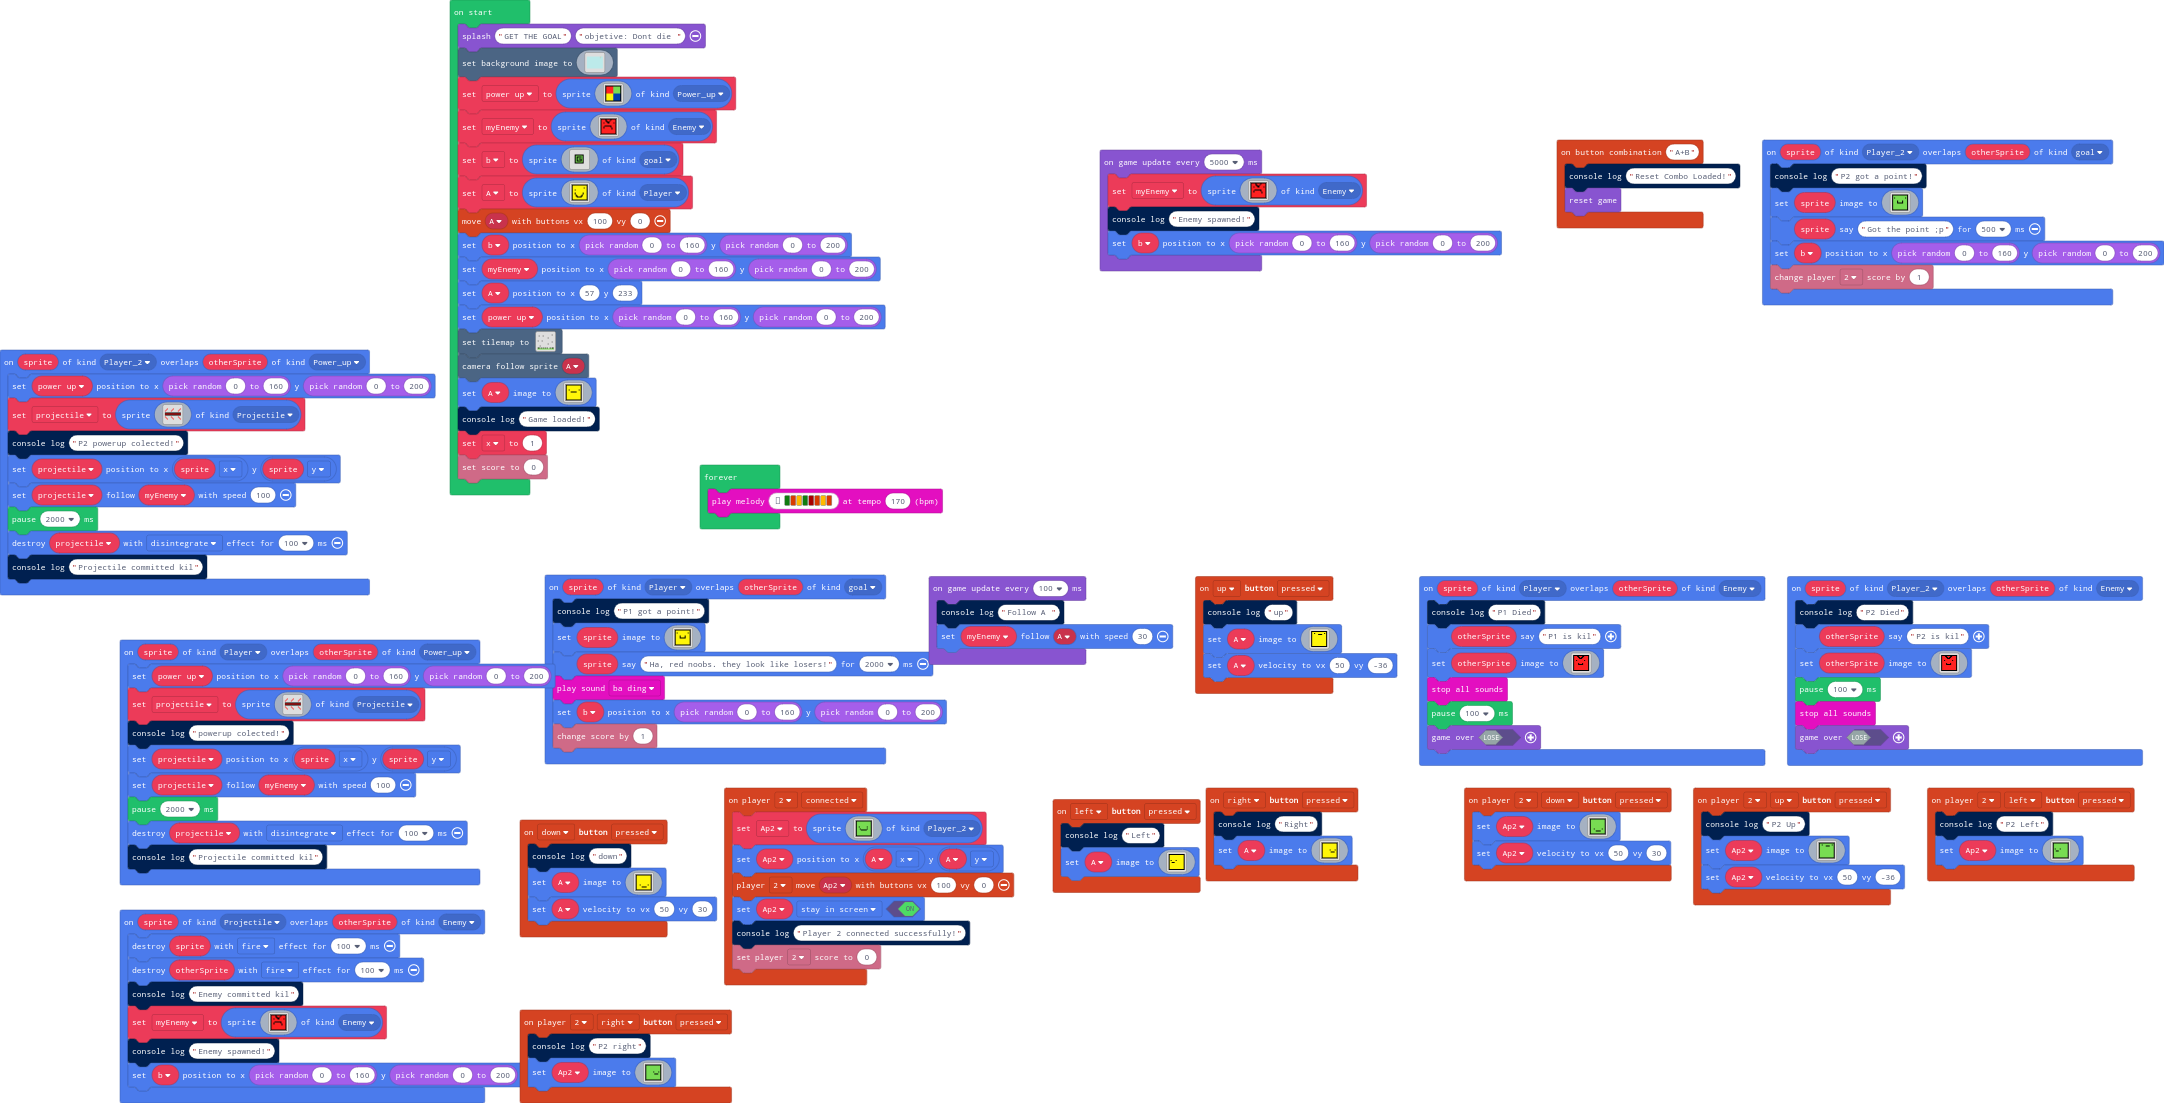 on start
splash "GET THE GOAL" "objetive: Dont die "
set background image to
set power up to sprite of kind Power_up
set myEnemy to sprite of kind Enemy
set b to sprite of kind goal
set A to sprite of kind Player
move A with buttons vx 100 vy 0
set b position to x pick random 0 to 160 y pick random 0 to 200
set myEnemy position to x pick random 0 to 160 y pick random 0 to 200
set A position to x 57 y 233
set power up position to x pick random 0 to 160 y pick random 0 to 200
set tilemap to
camera follow sprite A
set A image to
console log "Game loaded!"
set x to 1
set score to 0
on game update every 5000 ms
set myEnemy to sprite of kind Enemy
console log "Enemy spawned!"
set b position to x pick random 0 to 160 y pick random 0 to 200
on button combination "A+B"
console log "Reset Combo Loaded!"
reset game
on sprite of kind Player_2 overlaps otherSprite of kind goal
console log "P2 got a point!"
set sprite image to
sprite say "Got the point ;p" for 500 ms
set b position to x pick random 0 to 160 y pick random 0 to 200
change player 2 score by 1
on sprite of kind Player_2 overlaps otherSprite of kind Power_up
set power up position to x pick random 0 to 160 y pick random 0 to 200
set projectile to sprite of kind Projectile
console log "P2 powerup colected!"
set projectile position to x sprite x y sprite y
set projectile follow myEnemy with speed 100
pause 2000 ms
destroy projectile with disintegrate effect for 100 ms
console log "Projectile committed kil"
forever
play melody at tempo 170 (bpm)
on sprite of kind Player overlaps otherSprite of kind goal
console log "P1 got a point!"
set sprite image to
sprite say "Ha, red noobs. they look like losers!" for 2000 ms
play sound ba ding
set b position to x pick random 0 to 160 y pick random 0 to 200
change score by 1
on game update every 100 ms
console log "Follow A "
set myEnemy follow A with speed 30
on up button pressed
console log "up"
set A image to
set A velocity to vx 50 vy -36
on sprite of kind Player overlaps otherSprite of kind Enemy
console log "P1 Died"
otherSprite say "P1 is kil"
set otherSprite image to
stop all sounds
pause 100 ms
game over LOSE
on sprite of kind Player_2 overlaps otherSprite of kind Enemy
console log "P2 Died"
otherSprite say "P2 is kil"
set otherSprite image to
pause 100 ms
stop all sounds
game over LOSE
on sprite of kind Player overlaps otherSprite of kind Power_up
set power up position to x pick random 0 to 160 y pick random 0 to 200
set projectile to sprite of kind Projectile
console log "powerup colected!"
set projectile position to x sprite x y sprite y
set projectile follow myEnemy with speed 100
pause 2000 ms
destroy projectile with disintegrate effect for 100 ms
console log "Projectile committed kil"
on down button pressed
console log "down"
set A image to
set A velocity to vx 50 vy 30
on player 2 connected
set Ap2 to sprite of kind Player_2
set Ap2 position to x A x y A y
player 2 move Ap2 with buttons vx 100 vy 0
set Ap2 stay in screen ON
console log "Player 2 connected successfully!"
set player 2 score to 0
on left button pressed
console log "Left"
set A image to
on right button pressed
console log "Right"
set A image to
on player 2 down button pressed
set Ap2 image to
set Ap2 velocity to vx 50 vy 30
on player 2 up button pressed
console log "P2 Up"
set Ap2 image to
set Ap2 velocity to vx 50 vy -36
on player 2 left button pressed
console log "P2 Left"
set Ap2 image to
on sprite of kind Projectile overlaps otherSprite of kind Enemy
destroy sprite with fire effect for 100 ms
destroy otherSprite with fire effect for 100 ms
console log "Enemy committed kil"
set myEnemy to sprite of kind Enemy
console log "Enemy spawned!"
set b position to x pick random 0 to 160 y pick random 0 to 200
on player 2 right button pressed
console log "P2 right"
set Ap2 image to